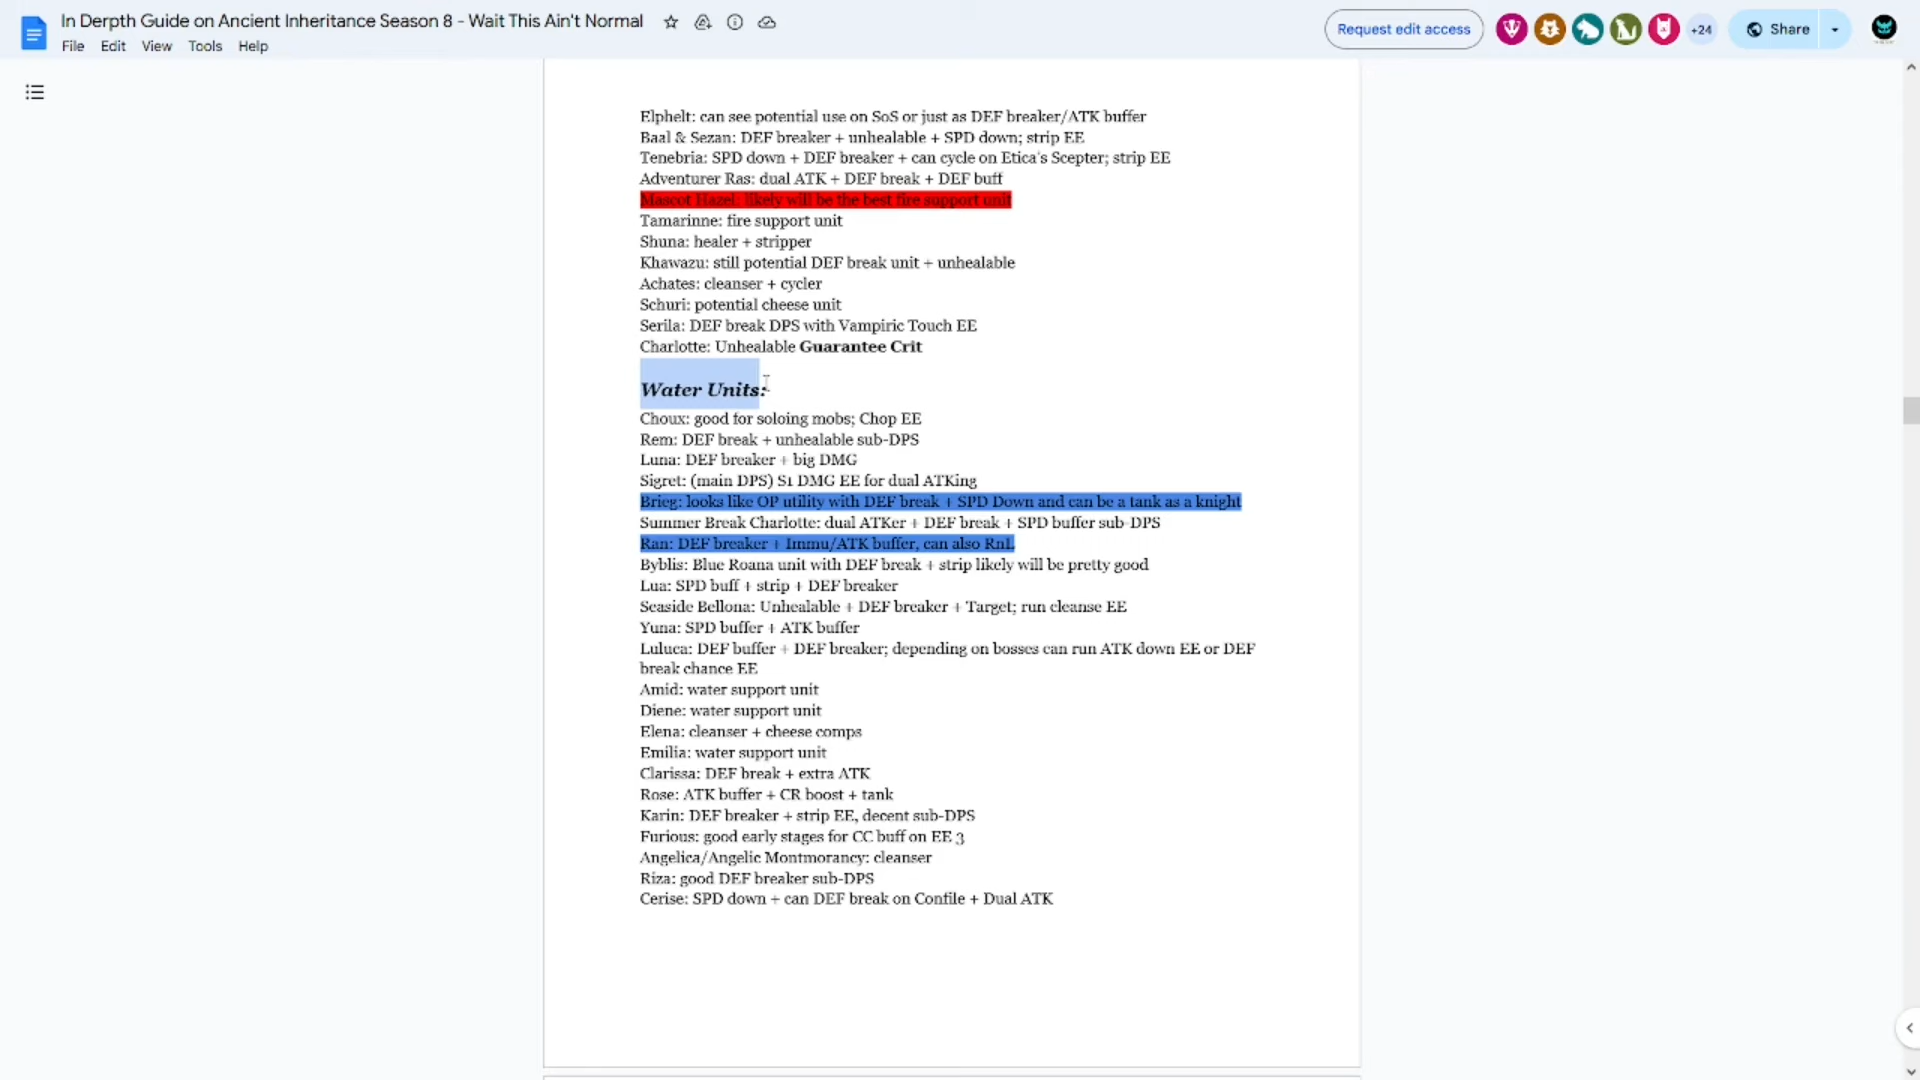 In Derpth Guide on Ancient Inheritance Season 8 - Wait This Ain't Normal
File Edit View Tools Help
Request edit access
+24
Share
Elphelt: can see potential use on SoS or just as DEF breaker/ATK buffer
Baal & Sezan: DEF breaker + unhealable + SPD down; strip EE
Tenebria: SPD down + DEF breaker + can cycle on Etica's Scepter; strip EE
Adventurer Ras: dual ATK + DEF break + DEF buff
Mascot Hazel: likely will be the best fire support unit
Tamarinne: fire support unit
Shuna: healer + stripper
Khawazu: still potential DEF break unit + unhealable
Achates: cleanser + cycler
Schuri: potential cheese unit
Serila: DEF break DPS with Vampiric Touch EE
Charlotte: Unhealable Guarantee Crit
Water Units:
Choux: good for soloing mobs; Chop EE
Rem: DEF break + unhealable sub-DPS
Luna: DEF breaker + big DMG
Sigret: (main DPS) S1 DMG EE for dual ATKing
Brieg: looks like OP utility with DEF break + SPD Down and can be a tank as a knight
Summer Break Charlotte: dual ATKer + DEF break + SPD buffer sub-DPS
Ran: DEF breaker + Immu/ATK buffer, can also RnL
Byblis: Blue Roana unit with DEF break + strip likely will be pretty good
Lua: SPD buff + strip + DEF breaker
Seaside Bellona: Unhealable + DEF breaker + Target; run cleanse EE
Yuna: SPD buffer + ATK buffer
Luluca: DEF buffer + DEF breaker; depending on bosses can run ATK down EE or DEF
break chance EE
Amid: water support unit
Diene: water support unit
Elena: cleanser + cheese comps
Emilia: water support unit
Clarissa: DEF break + extra ATK
Rose: ATK buffer + CR boost + tank
Karin: DEF breaker + strip EE, decent sub-DPS
Furious: good early stages for CC buff on EE 3
Angelica/Angelic Montmorancy: cleanser
Riza: good DEF breaker sub-DPS
Cerise: SPD down + can DEF break on Confile + Dual ATK